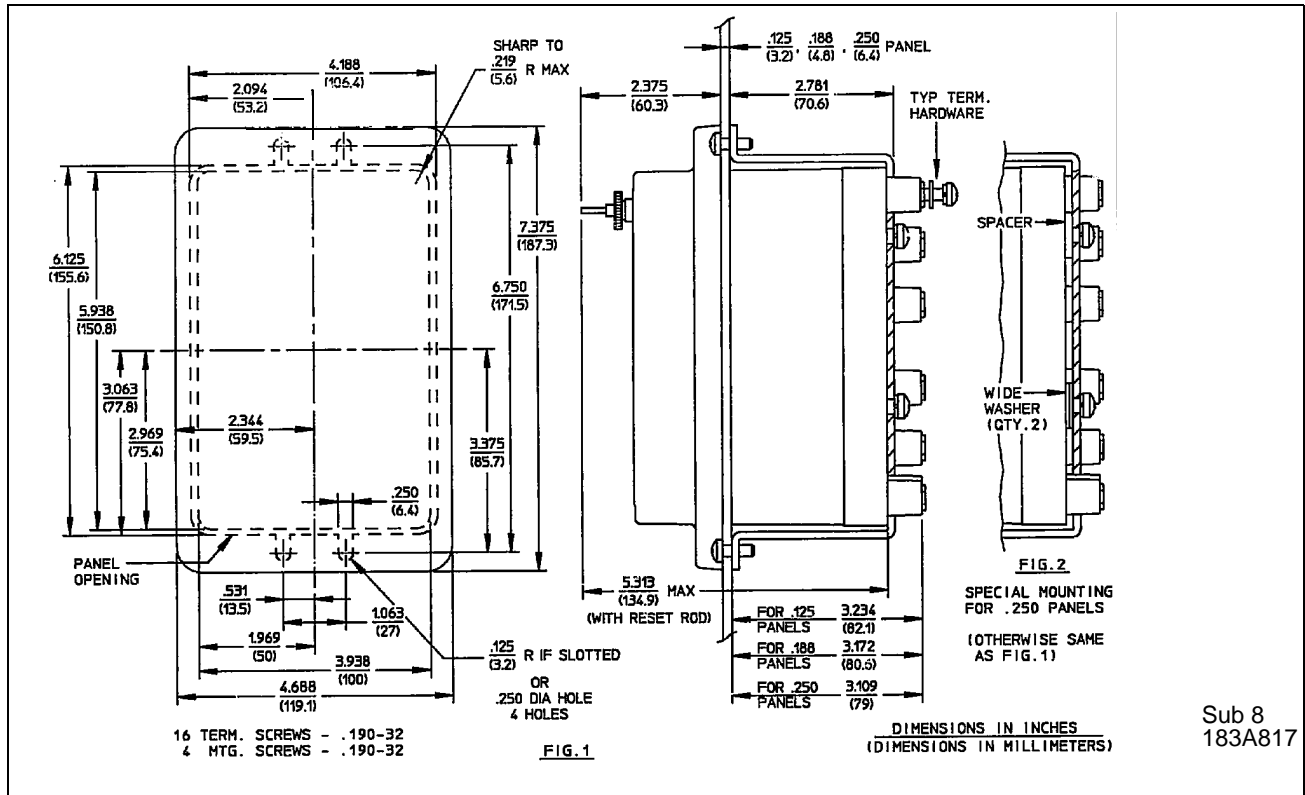 SHARP TO
.219
(5.6) R MAX
4.188
(106.4)
2.094
(53.2)
6.125
(155.6)
5.938
(150.8)
3.063
(77.8)
2.969
(75.4)
2.344
(59.5)
7.375
(187.3)
6.750
(171.5)
3.375
(85.7)
.250
(6.4)
PANEL
OPENING
.531
(13.5)
1.063
(27)
1.969
(50)
3.938
(100)
4.688
(119.1)
.125
(3.2) R IF SLOTTED
OR
.250 DIA HOLE
4 HOLES
16 TERM. SCREWS - .190-32
4 MTG. SCREWS - .190-32
FIG.1
.125 .188 .250
(3.2), (4.8), (6.4) PANEL
2.375
(60.3)
2.781
(70.6)
TYP TERM.
HARDWARE
5.313
(134.9) MAX
(WITH RESET ROD)
FOR .125 3.234
PANELS (82.1)
FOR .188 3.172
PANELS (80.6)
FOR .250 3.109
PANELS (79)
SPACER
WIDE
WASHER
(QTY.2)
FIG.2
SPECIAL MOUNTING
FOR .250 PANELS
(OTHERWISE SAME
AS FIG.1)
DIMENSIONS IN INCHES
(DIMENSIONS IN MILLIMETERS)
Sub 8
183A817